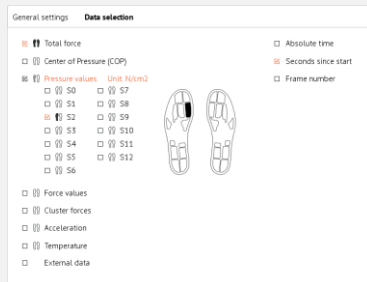 General settings Data selection
Total force
Center of Pressure (COP)
Pressure values Unit: N/cm2
S0 S7
S1 S8
S2 S9
S3 S10
S4 S11
S5 S12
S6
Force values
Cluster forces
Acceleration
Temperature
External data
Absolute time
Seconds since start
Frame number